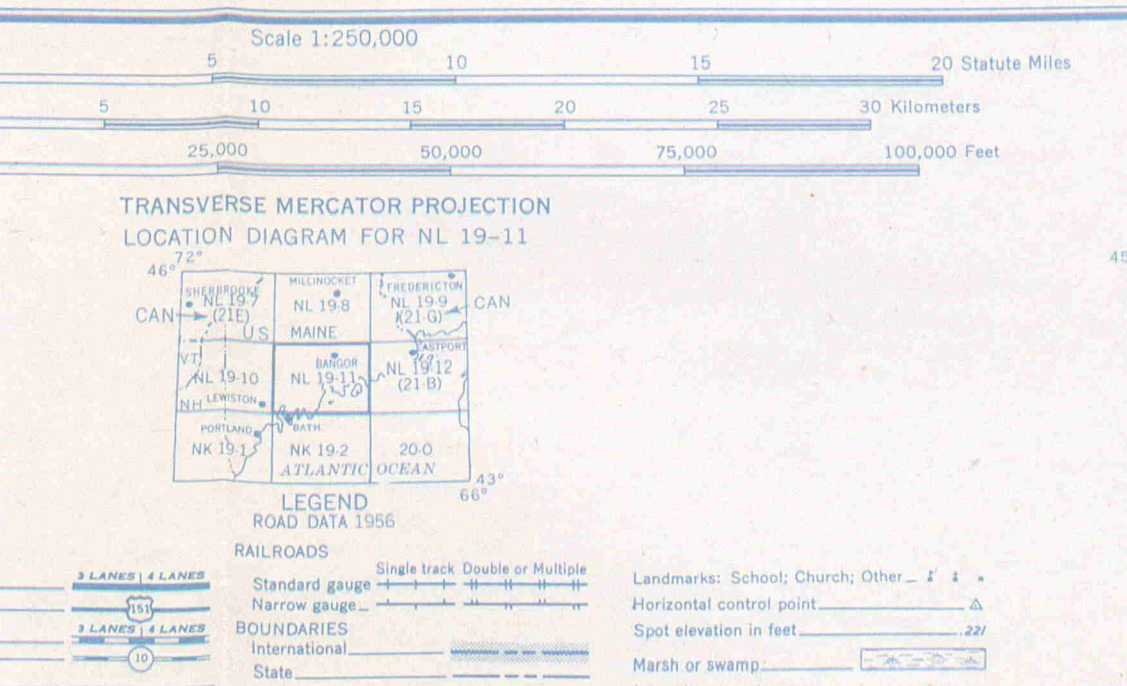 Scale 1:250,000
5 10 15 20 Statute Miles
5 10 15 20 25 30 Kilometers
25,000 50,000 75,000 100,000 Feet
TRANSVERSE MERCATOR PROJECTION
LOCATION DIAGRAM FOR NL 19-11
45
72°
46°
SHERBROOKE MILLINOCKET FREDERICTON
NL 19-7 NL 19-8 NL 19-9
CAN (21E) (21-G) CAN
US MAINE
EASTPORT
VT BANGOR
NL 19-10 NL 19-11 NL 19-12
(21-B)
NH LEWISTON
PORTLAND BATH
NK 19-1 NK 19-2 20-0
ATLANTIC OCEAN
43°
66°
LEGEND
ROAD DATA 1956
RAILROADS
Single track Double or Multiple
Standard gauge
Narrow gauge
BOUNDARIES
International
State
3 LANES | 4 LANES
151
3 LANES | 4 LANES
10
Landmarks: School; Church; Other
Horizontal control point
Spot elevation in feet 221
Marsh or swamp